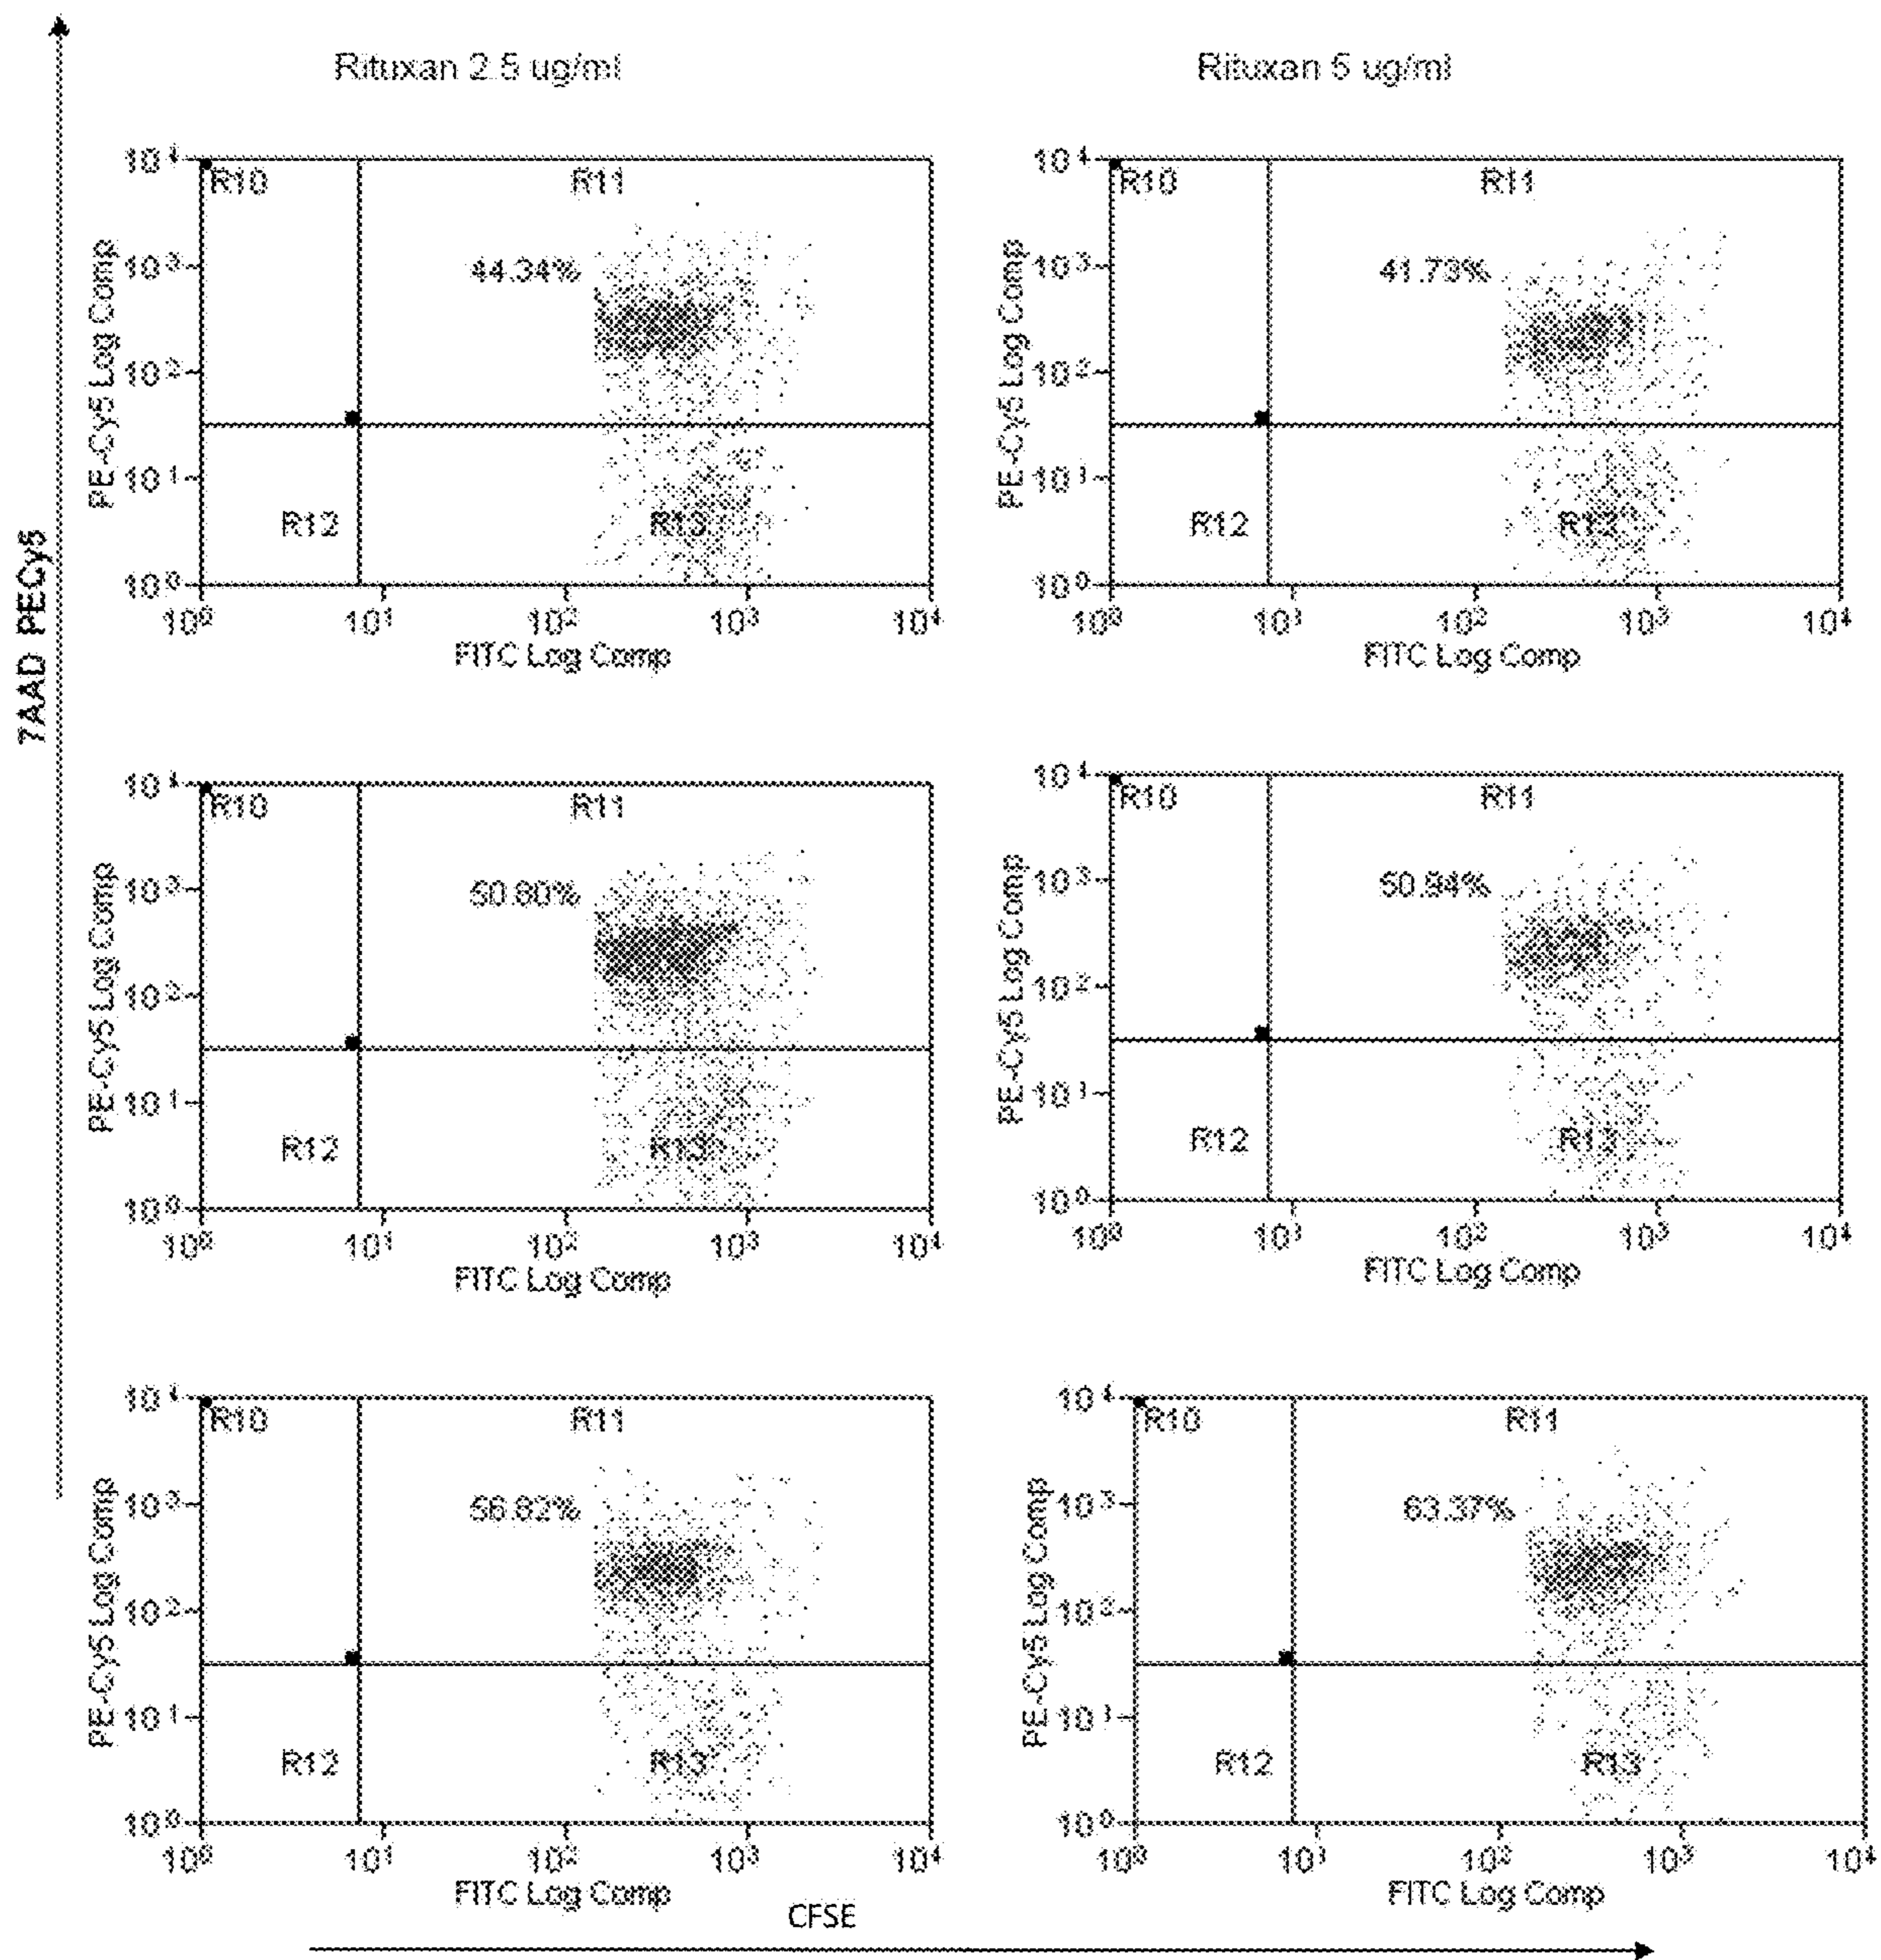 Rituxan 2.5 ug/ml
Rituxan 5 ug/ml
7AAD PECy5
10⁴
R10
R11
44.34%
10³
10²
10¹
10⁰
R12
R13
PE-Cy5 Log Comp
10⁰ 10¹ 10² 10³ 10⁴
FITC Log Comp
10⁴
R10
R11
41.73%
10³
10²
10¹
10⁰
R12
R13
PE-Cy5 Log Comp
10⁰ 10¹ 10² 10³ 10⁴
FITC Log Comp
10⁴
R10
R11
50.80%
10³
10²
10¹
10⁰
R12
R13
PE-Cy5 Log Comp
10⁰ 10¹ 10² 10³ 10⁴
FITC Log Comp
10⁴
R10
R11
50.94%
10³
10²
10¹
10⁰
R12
R13
PE-Cy5 Log Comp
10⁰ 10¹ 10² 10³ 10⁴
FITC Log Comp
10⁴
R10
R11
56.82%
10³
10²
10¹
10⁰
R12
R13
PE-Cy5 Log Comp
10⁰ 10¹ 10² 10³ 10⁴
FITC Log Comp
10⁴
R10
R11
63.37%
10³
10²
10¹
10⁰
R12
R13
PE-Cy5 Log Comp
10⁰ 10¹ 10² 10³ 10⁴
FITC Log Comp
CFSE